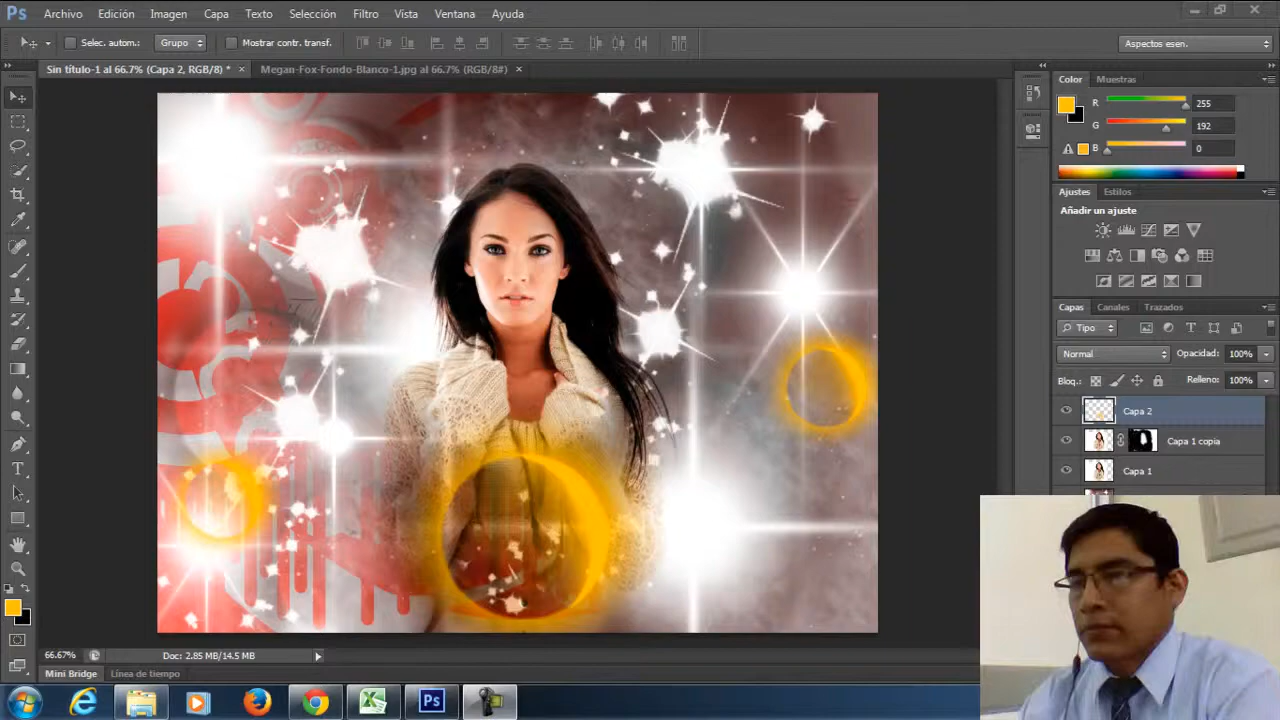 Ps Archivo Edición Imagen Capa Texto Selección Filtro Vista Ventana Ayuda
Selec. autom.: Grupo Mostrar contr. transf. Aspectos esen.
Sin título-1 al 66.7% (Capa 2, RGB/8) * Megan-Fox-Fondo-Blanco-1.jpg al 66.7% (RGB/8#)
Color Muestras
R 255
G 192
B 0
Ajustes Estilos
Añadir un ajuste
Capas Canales Trazados
Tipo
Normal Opacidad: 100%
Bloq.: Relleno: 100%
Capa 2
Capa 1 copia
Capa 1
66.67% Doc: 2.85 MB/14.5 MB
Mini Bridge Línea de tiempo
Ps